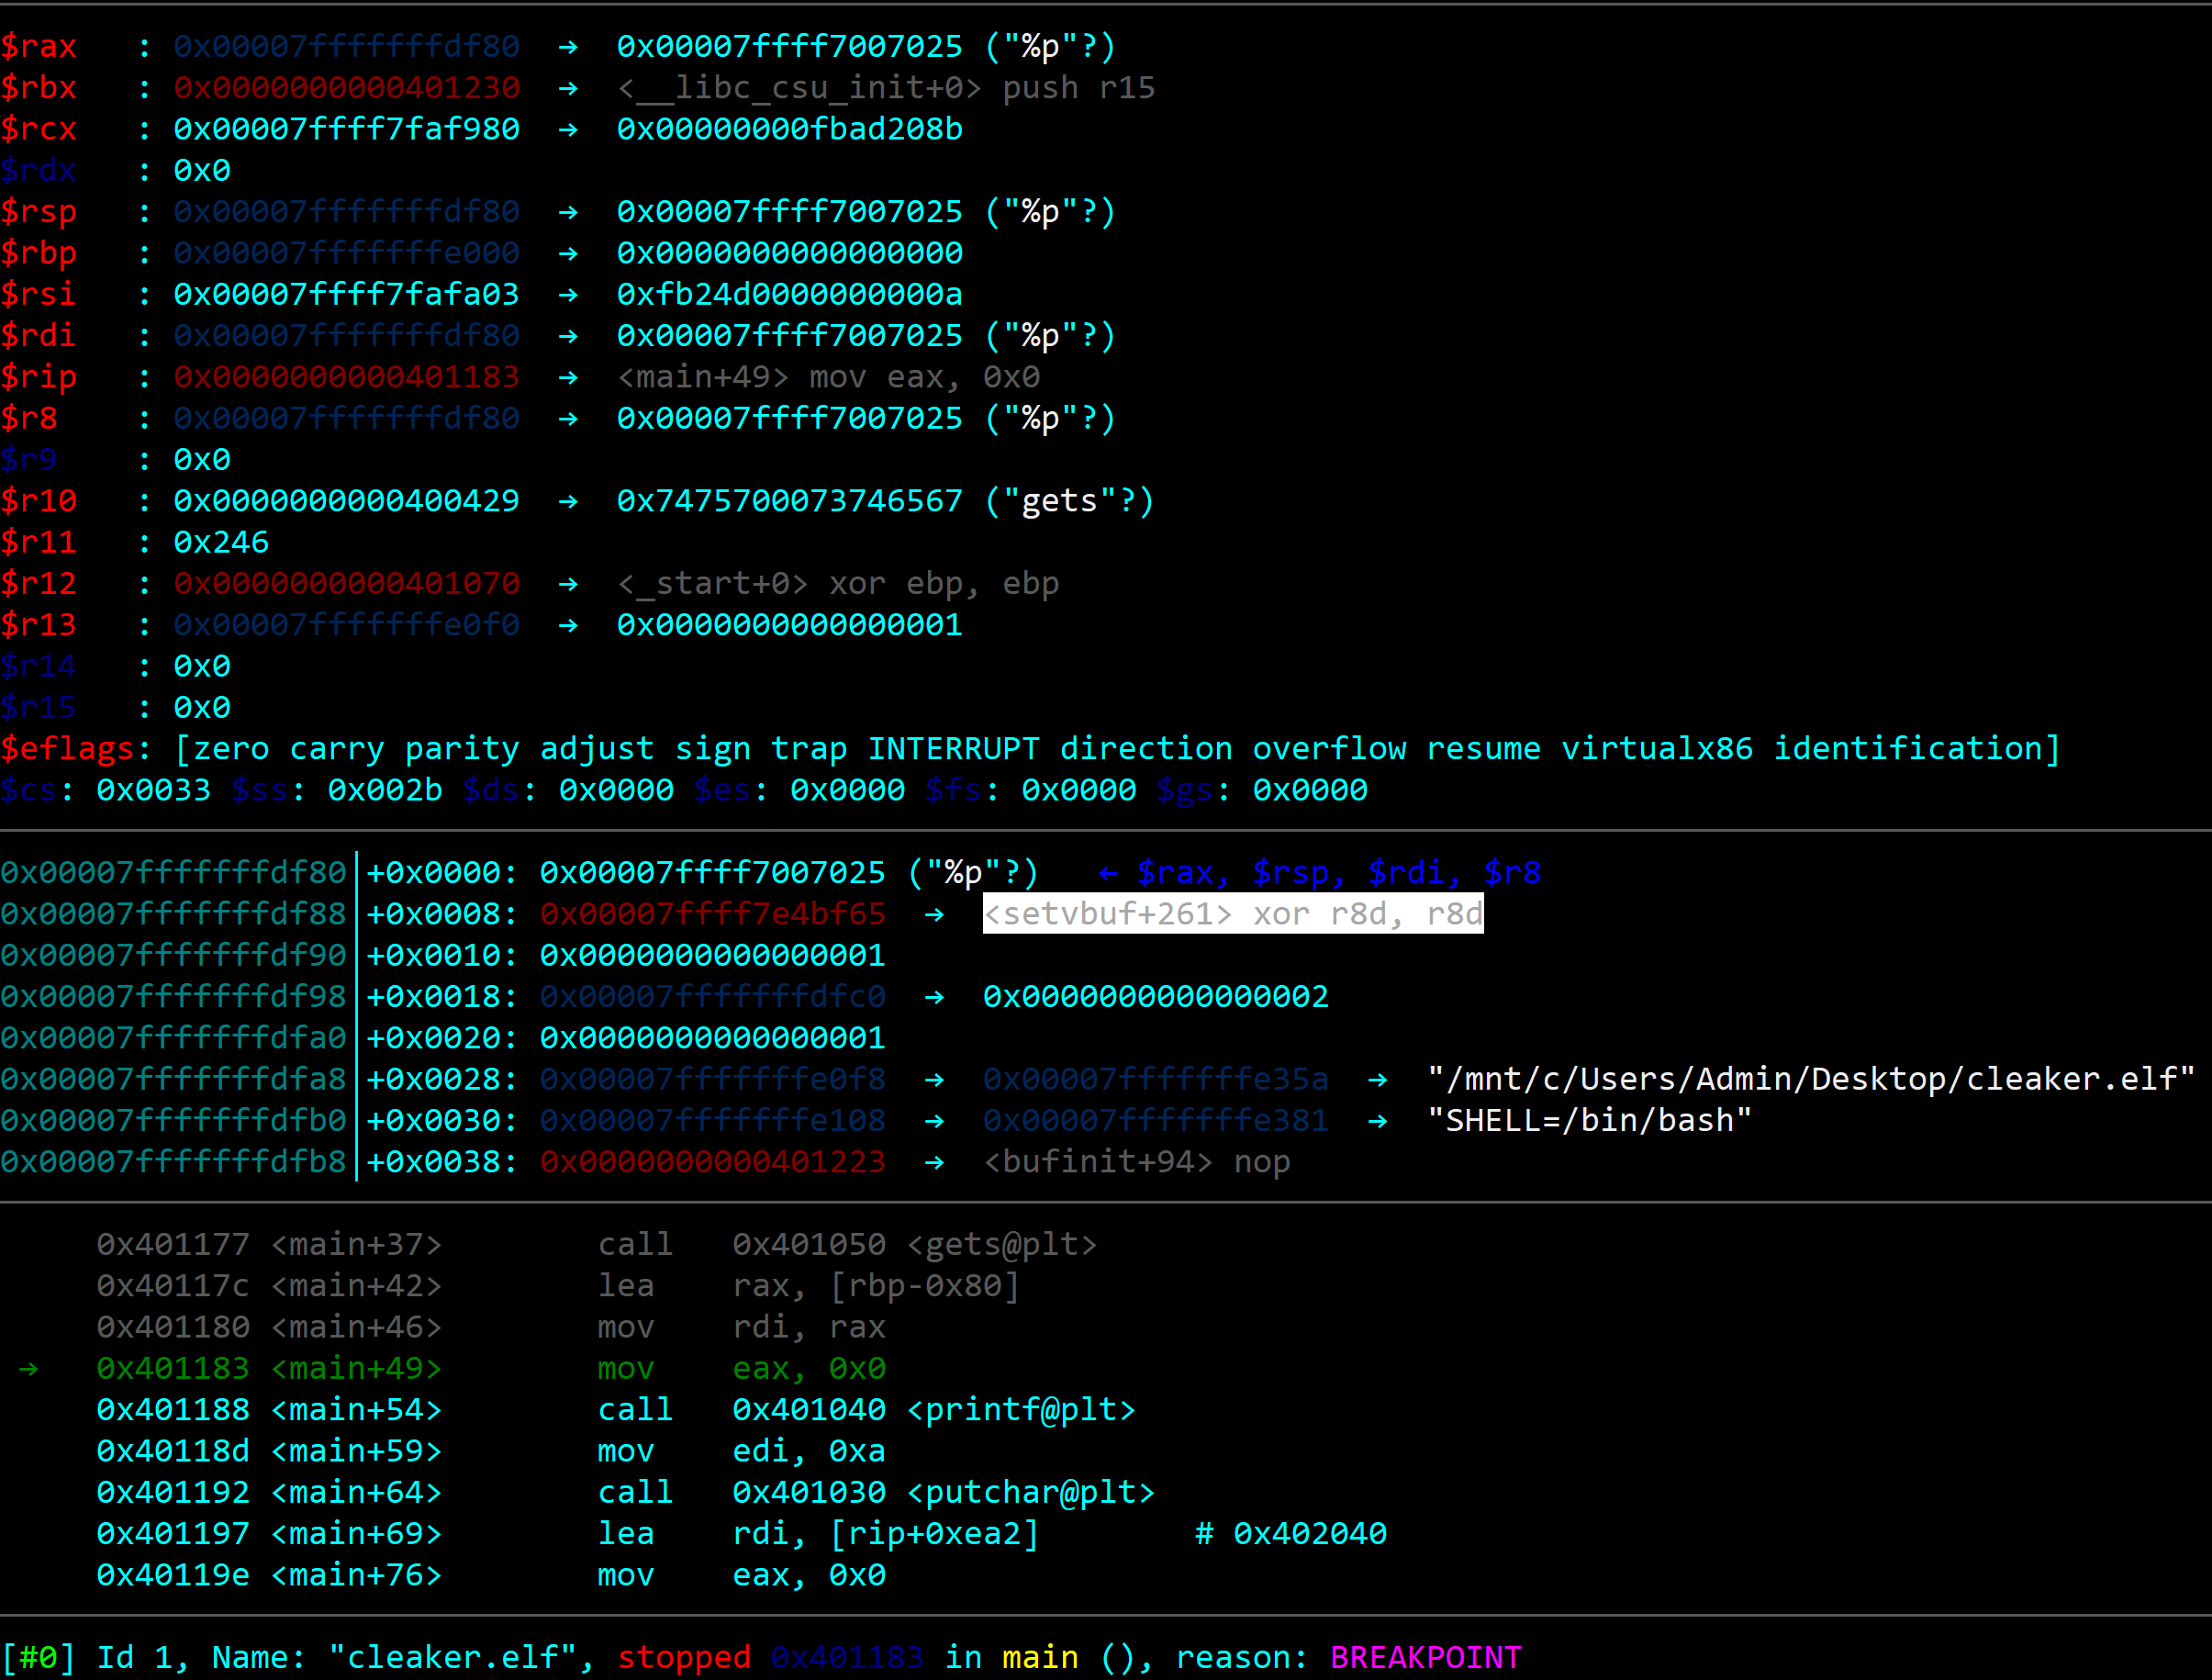 $rax   : 0x00007fffffffdf80  →  0x00007ffff7007025 ("%p"?)
$rbx   : 0x0000000000401230  →  <__libc_csu_init+0> push r15
$rcx   : 0x00007ffff7faf980  →  0x00000000fbad208b
$rdx   : 0x0
$rsp   : 0x00007fffffffdf80  →  0x00007ffff7007025 ("%p"?)
$rbp   : 0x00007fffffffe000  →  0x0000000000000000
$rsi   : 0x00007ffff7fafa03  →  0xfb24d0000000000a
$rdi   : 0x00007fffffffdf80  →  0x00007ffff7007025 ("%p"?)
$rip   : 0x0000000000401183  →  <main+49> mov eax, 0x0
$r8    : 0x00007fffffffdf80  →  0x00007ffff7007025 ("%p"?)
$r9    : 0x0
$r10   : 0x0000000000400429  →  0x7475700073746567 ("gets"?)
$r11   : 0x246
$r12   : 0x0000000000401070  →  <_start+0> xor ebp, ebp
$r13   : 0x00007fffffffe0f0  →  0x0000000000000001
$r14   : 0x0
$r15   : 0x0
$eflags: [zero carry parity adjust sign trap INTERRUPT direction overflow resume virtualx86 identification]
$cs: 0x0033 $ss: 0x002b $ds: 0x0000 $es: 0x0000 $fs: 0x0000 $gs: 0x0000
0x00007fffffffdf80│+0x0000: 0x00007ffff7007025 ("%p"?)   ← $rax, $rsp, $rdi, $r8
0x00007fffffffdf88│+0x0008: 0x00007ffff7e4bf65  →  <setvbuf+261> xor r8d, r8d
0x00007fffffffdf90│+0x0010: 0x0000000000000001
0x00007fffffffdf98│+0x0018: 0x00007fffffffdfc0  →  0x0000000000000002
0x00007fffffffdfa0│+0x0020: 0x0000000000000001
0x00007fffffffdfa8│+0x0028: 0x00007fffffffe0f8  →  0x00007fffffffe35a  →  "/mnt/c/Users/Admin/Desktop/cleaker.elf"
0x00007fffffffdfb0│+0x0030: 0x00007fffffffe108  →  0x00007fffffffe381  →  "SHELL=/bin/bash"
0x00007fffffffdfb8│+0x0038: 0x0000000000401223  →  <bufinit+94> nop
0x401177 <main+37>        call   0x401050 <gets@plt>
0x40117c <main+42>        lea    rax, [rbp-0x80]
0x401180 <main+46>        mov    rdi, rax
→   0x401183 <main+49>        mov    eax, 0x0
0x401188 <main+54>        call   0x401040 <printf@plt>
0x40118d <main+59>        mov    edi, 0xa
0x401192 <main+64>        call   0x401030 <putchar@plt>
0x401197 <main+69>        lea    rdi, [rip+0xea2]        # 0x402040
0x40119e <main+76>        mov    eax, 0x0
[#0] Id 1, Name: "cleaker.elf", stopped 0x401183 in main (), reason: BREAKPOINT